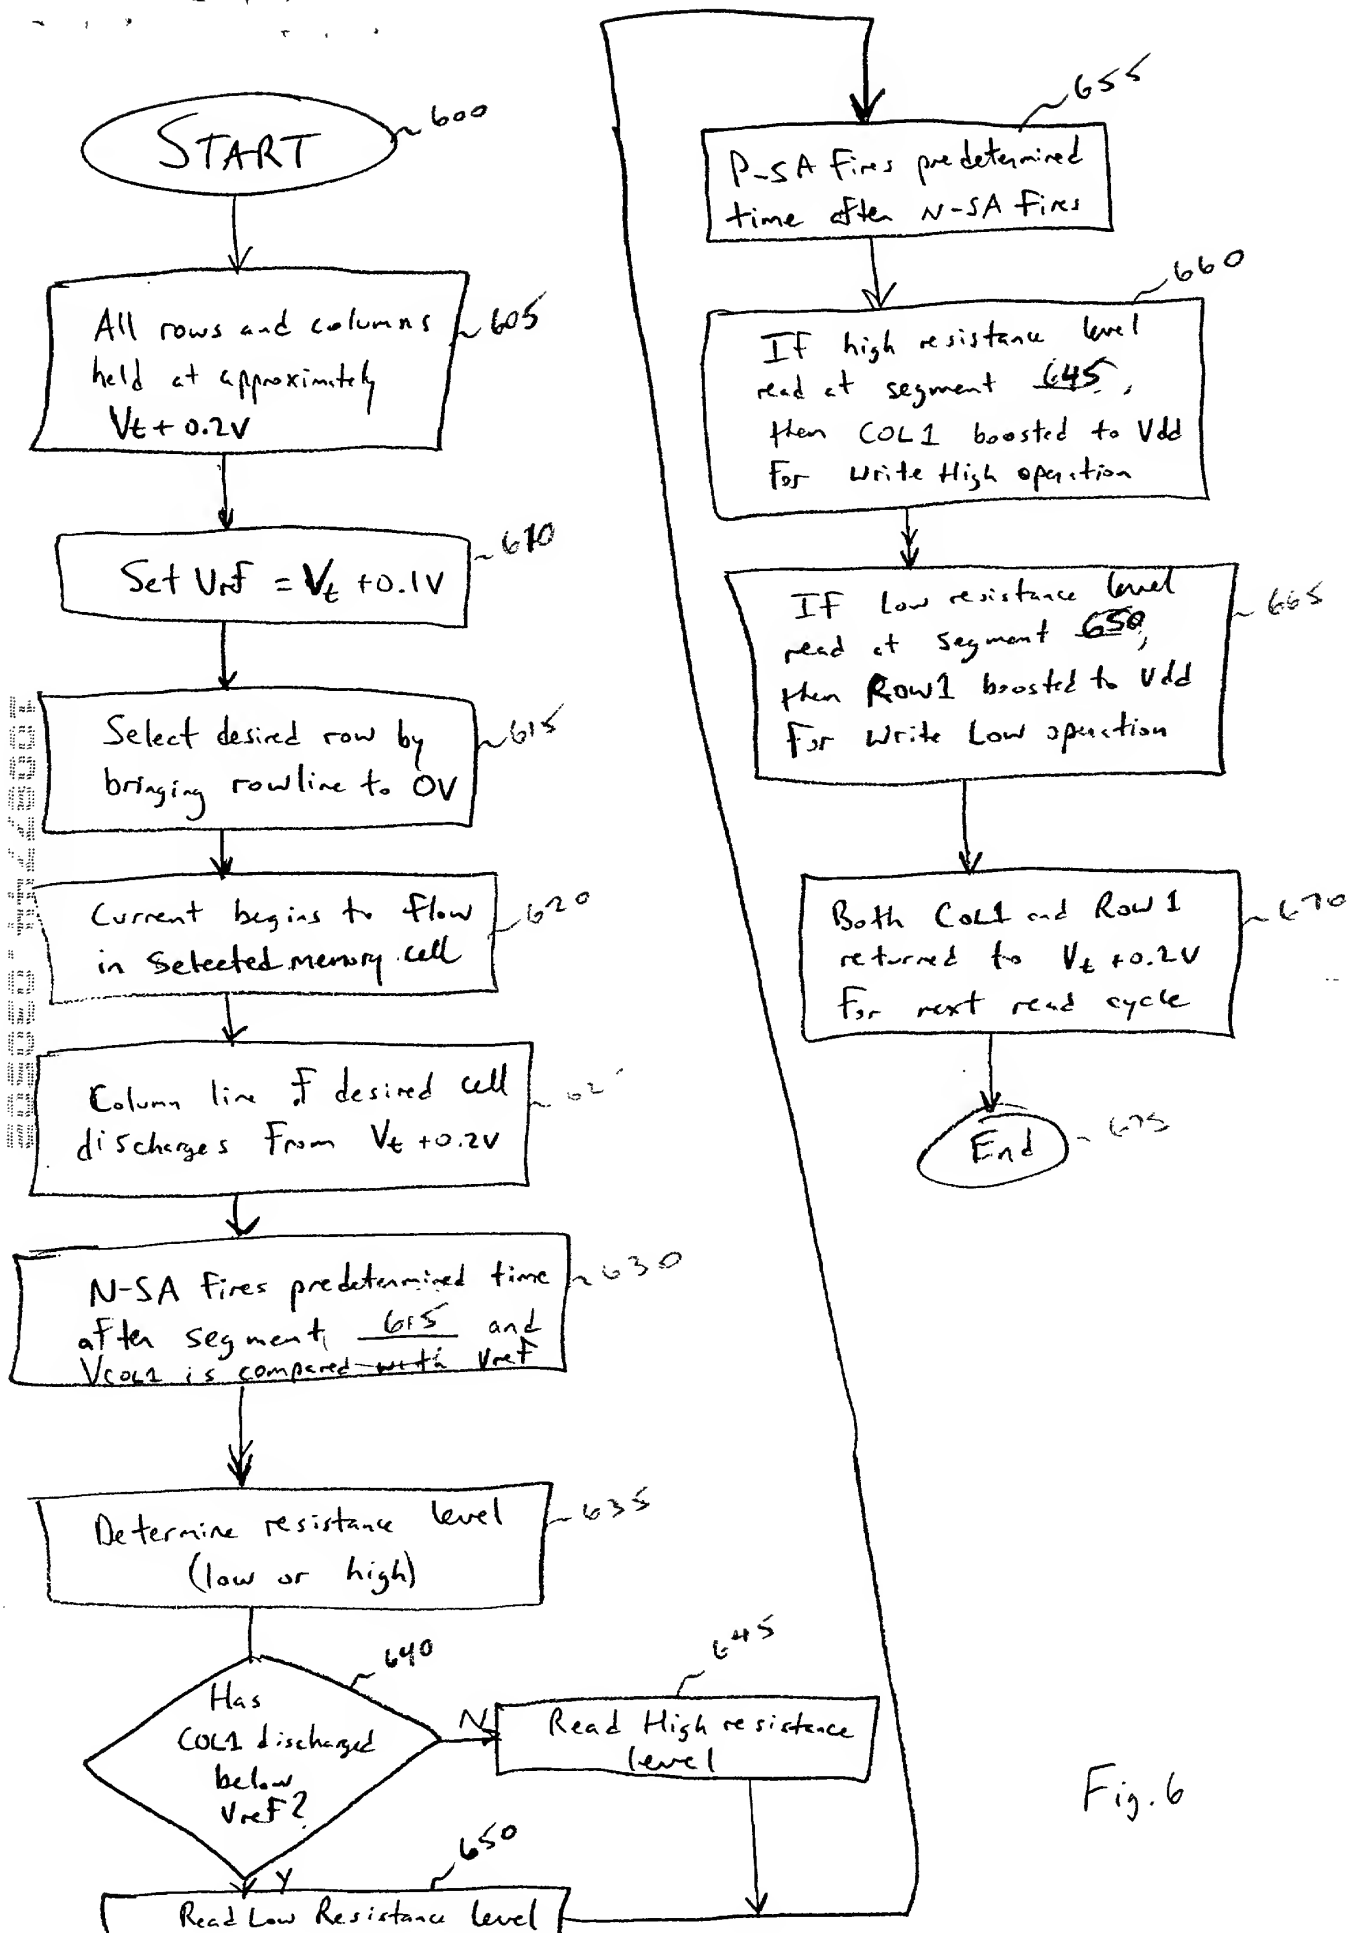 START
600
All rows and columns
held at approximately
Vt + 0.2V
605
Set Vref = Vt + 0.1V
610
Select desired row by
bringing rowline to 0V
615
Current begins to flow
in selected memory cell
620
Column line of desired cell
discharges from Vt + 0.2V
62
N-SA fires predetermined time
after segment 615 and
VCOL1 is compared with Vref
630
Determine resistance level
(low or high)
635
640
Has
COL1 discharged
below
Vref?
N
Y
645
Read High resistance
level
650
Read Low Resistance level
655
P-SA fires predetermined
time after N-SA fires
660
If high resistance level
read at segment 645,
then COL1 boosted to Vdd
for Write High operation
If Low resistance level
read at segment 650,
then Row1 boosted to Vdd
for Write Low operation
665
Both COL1 and Row 1
returned to Vt + 0.2V
for next read cycle
670
End
675
Fig. 6